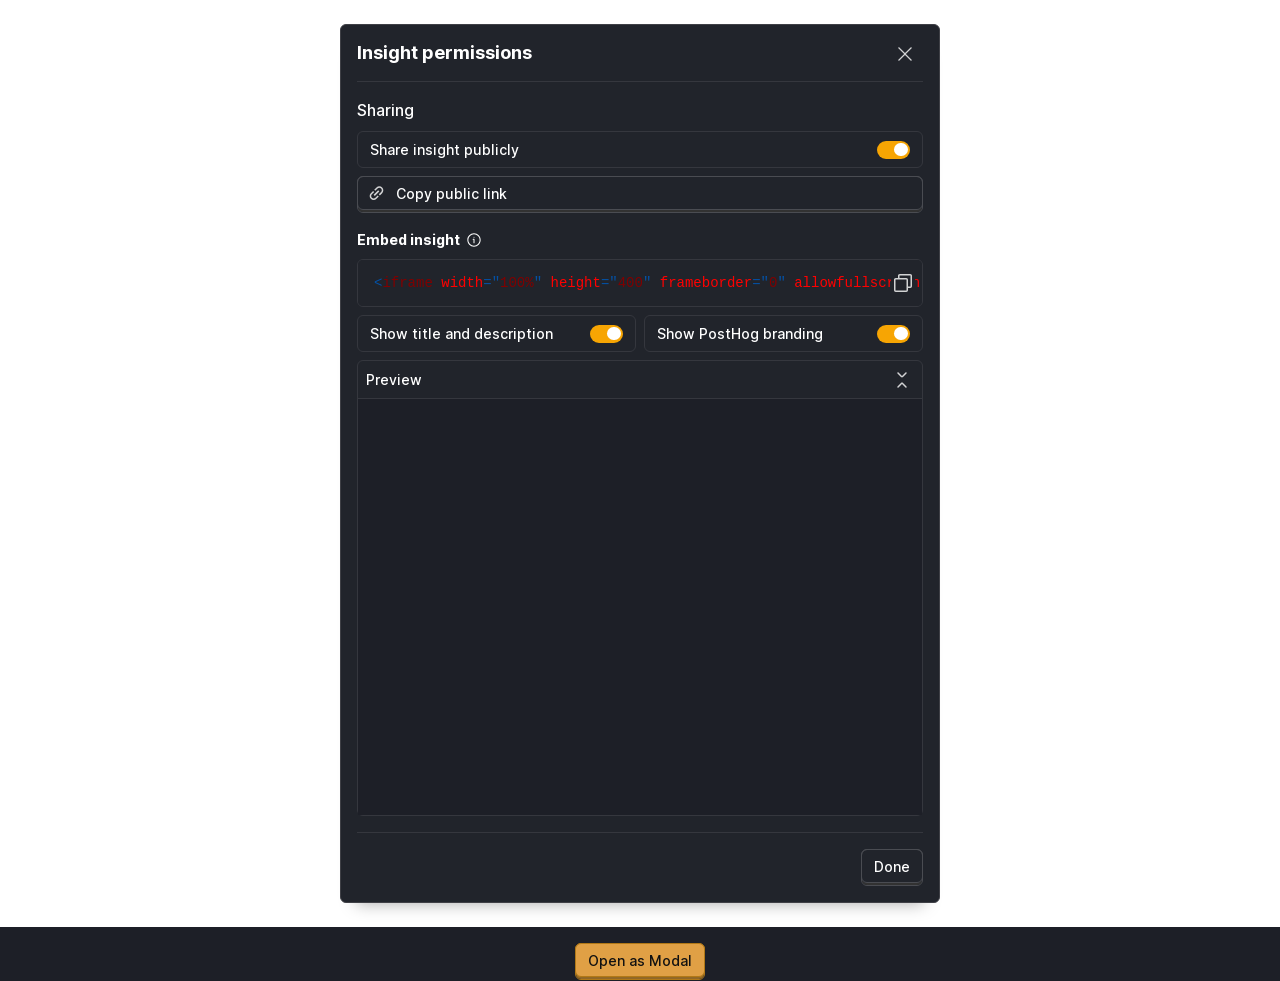 Insight permissions
Sharing
Share insight publicly
Copy public link
Embed insight
<iframe width="100%" height="400" frameborder="0" allowfullscreen
Show title and description
Show PostHog branding
Preview
Done
Open as Modal